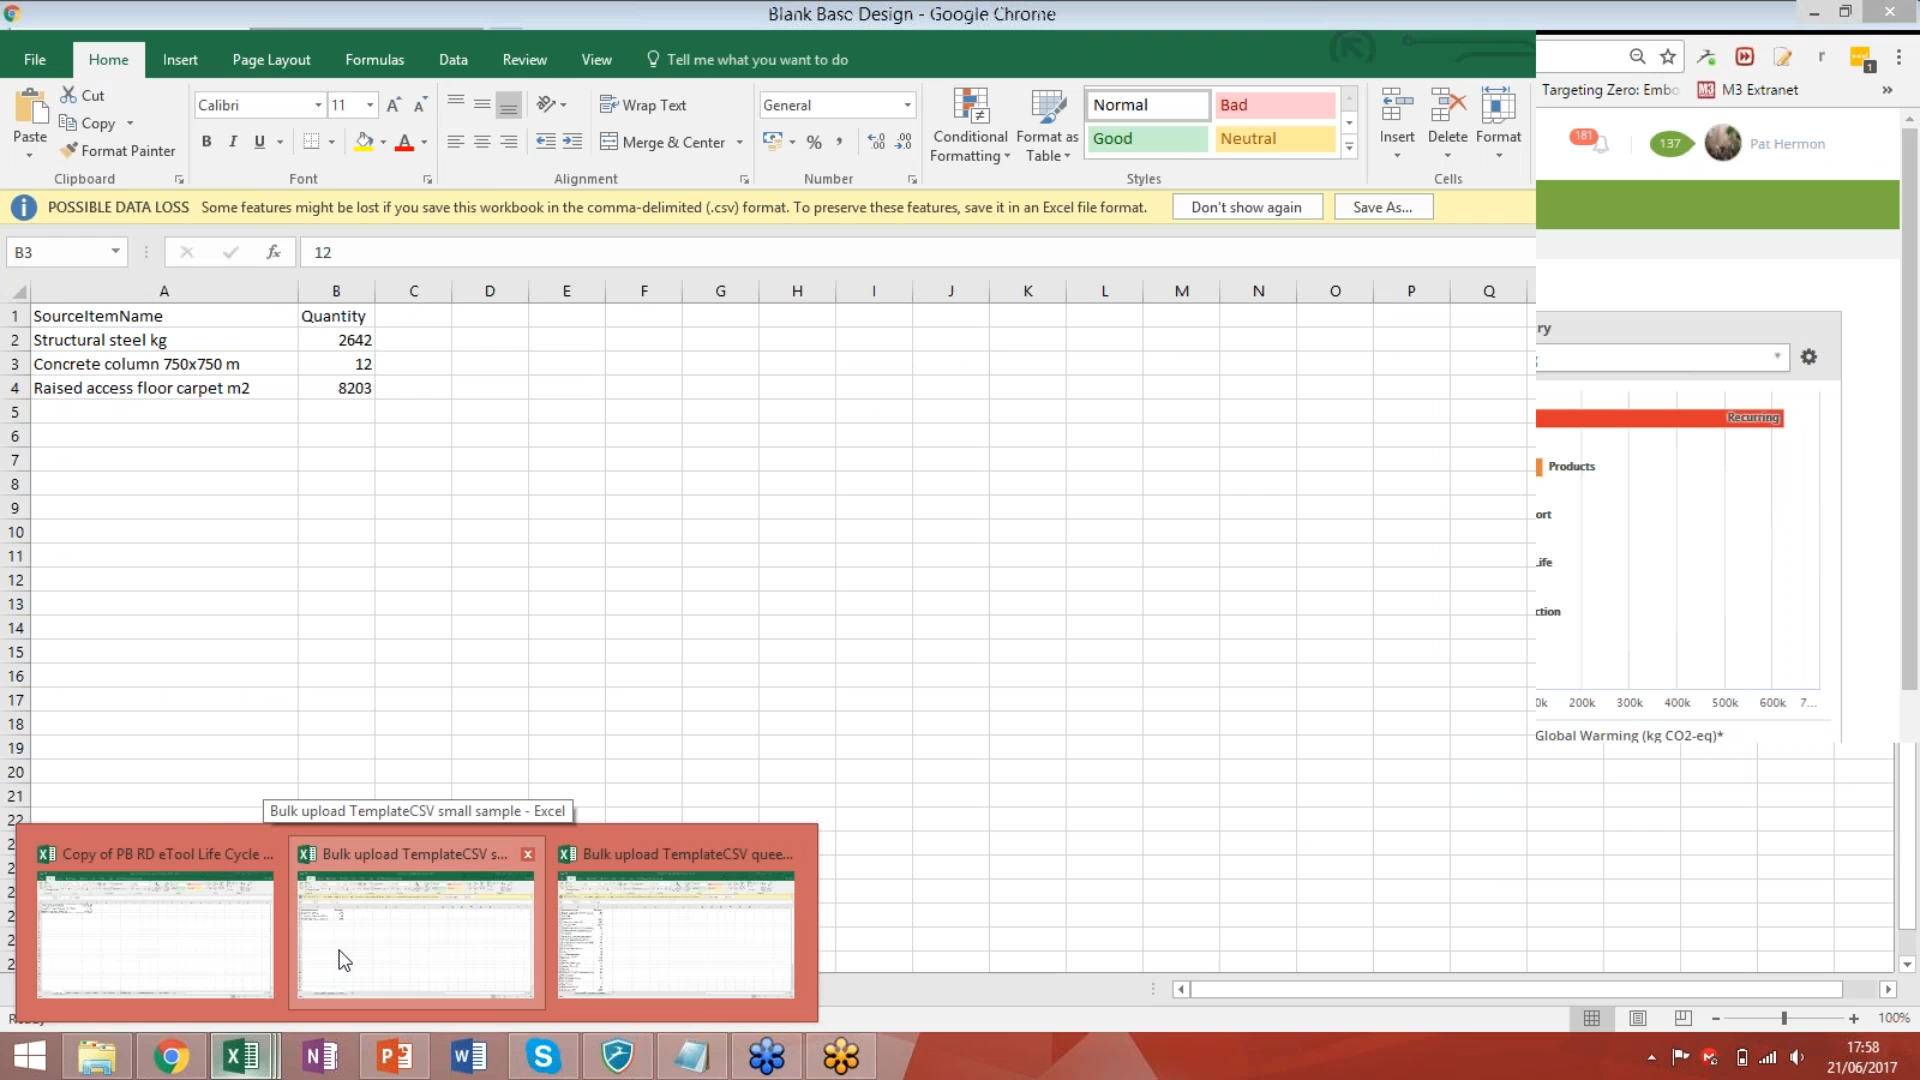 Blank Base Design - Google Chrome
File Home Insert Page Layout Formulas Data Review View Tell me what you want to do
Targeting Zero: Embo M3 Extranet »
Paste
Cut
Copy
Format Painter
Clipboard
Calibri 11
B I U
Font
Wrap Text
Merge & Center
Alignment
General
%
Number
Conditional Formatting
Format as Table
Normal Bad
Good Neutral
Styles
Insert Delete Format
Cells
181 137 Pat Hermon
POSSIBLE DATA LOSS Some features might be lost if you save this workbook in the comma-delimited (.csv) format. To preserve these features, save it in an Excel file format. Don't show again Save As...
B3 fx 12
A B C D E F G H I J K L M N O P Q
1 SourceItemName Quantity
2 Structural steel kg 2642
3 Concrete column 750x750 m 12
4 Raised access floor carpet m2 8203
5
6
7
8
9
10
11
12
13
14
15
16
17
18
19
20
21
22
ry
Recurring
Products
ort
ife
ction
0k 200k 300k 400k 500k 600k 7...
Global Warming (kg CO2-eq)*
Bulk upload TemplateCSV small sample - Excel
Copy of PB RD eTool Life Cycle ...
Bulk upload TemplateCSV s...
Bulk upload TemplateCSV quee...
100%
17:58
21/06/2017